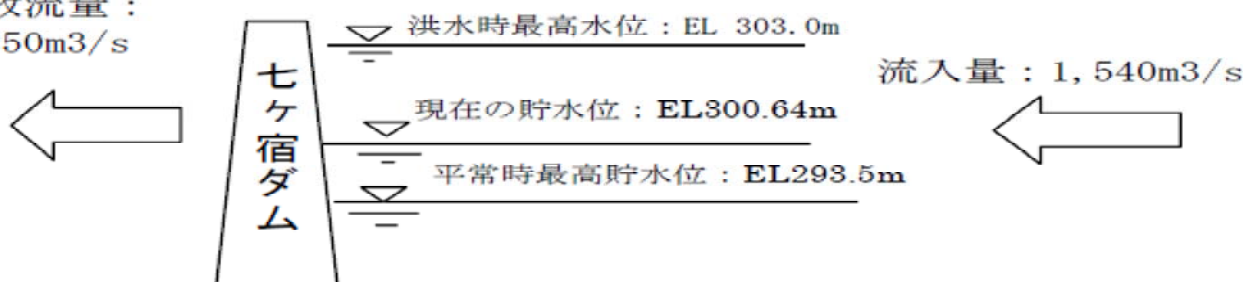 放流量：
50m3/s
洪水時最高水位：EL 303.0m
流入量：1,540m3/s
現在の貯水位：EL300.64m
平常時最高貯水位：EL293.5m
七ヶ宿ダム